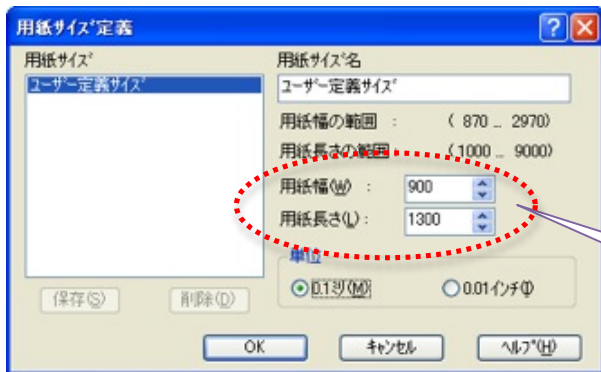 用紙ｻｲｽﾞ定義
用紙ｻｲｽﾞ
ﾕｰｻﾞｰ定義ｻｲｽﾞ
保存(S)
削除(D)
用紙ｻｲｽﾞ名
ﾕｰｻﾞｰ定義ｻｲｽﾞ
用紙幅の範囲 : ( 870 ... 2970)
用紙長さの範囲 : (1000 ... 9000)
用紙幅(W) : 900
用紙長さ(L) : 1300
単位
0.1ﾐﾘ(M)
0.01ｲﾝﾁ(I)
OK
ｷｬﾝｾﾙ
ﾍﾙﾌﾟ(H)